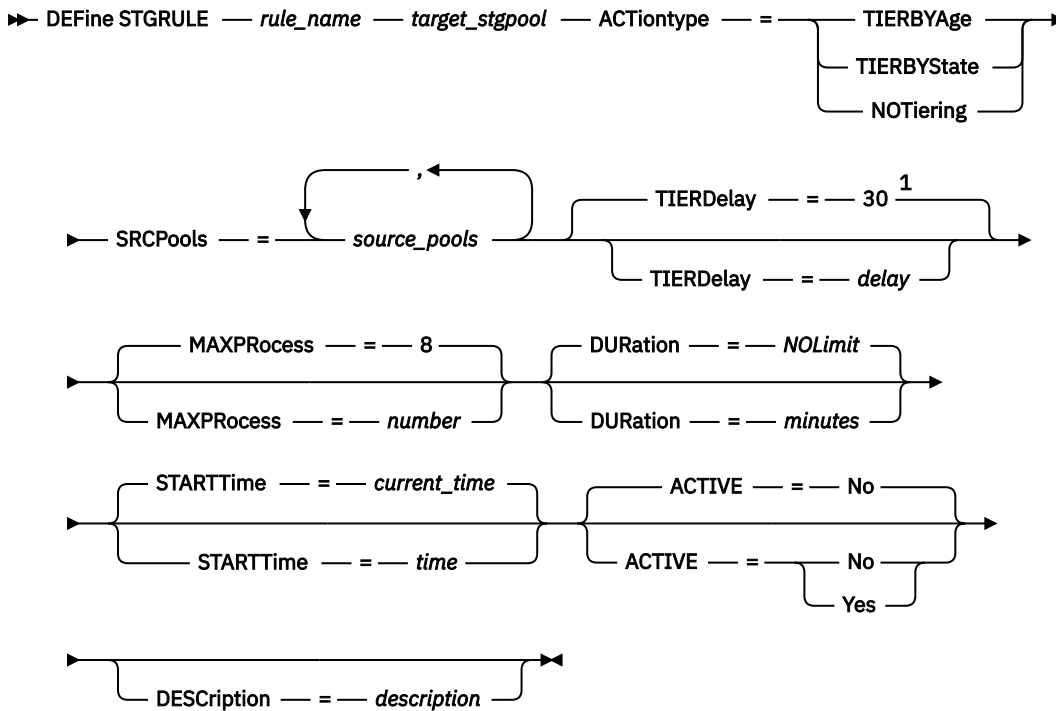 DEFine STGRULE rule_name target_stgpool ACTiontype = TIERBYAge
TIERBYState
NOTiering
,
SRCPools = source_pools
TIERDelay = 30 1
TIERDelay = delay
MAXPRocess = 8
MAXPRocess = number
DURation = NOLimit
DURation = minutes
STARTTime = current_time
STARTTime = time
ACTIVE = No
ACTIVE = No
Yes
DESCription = description